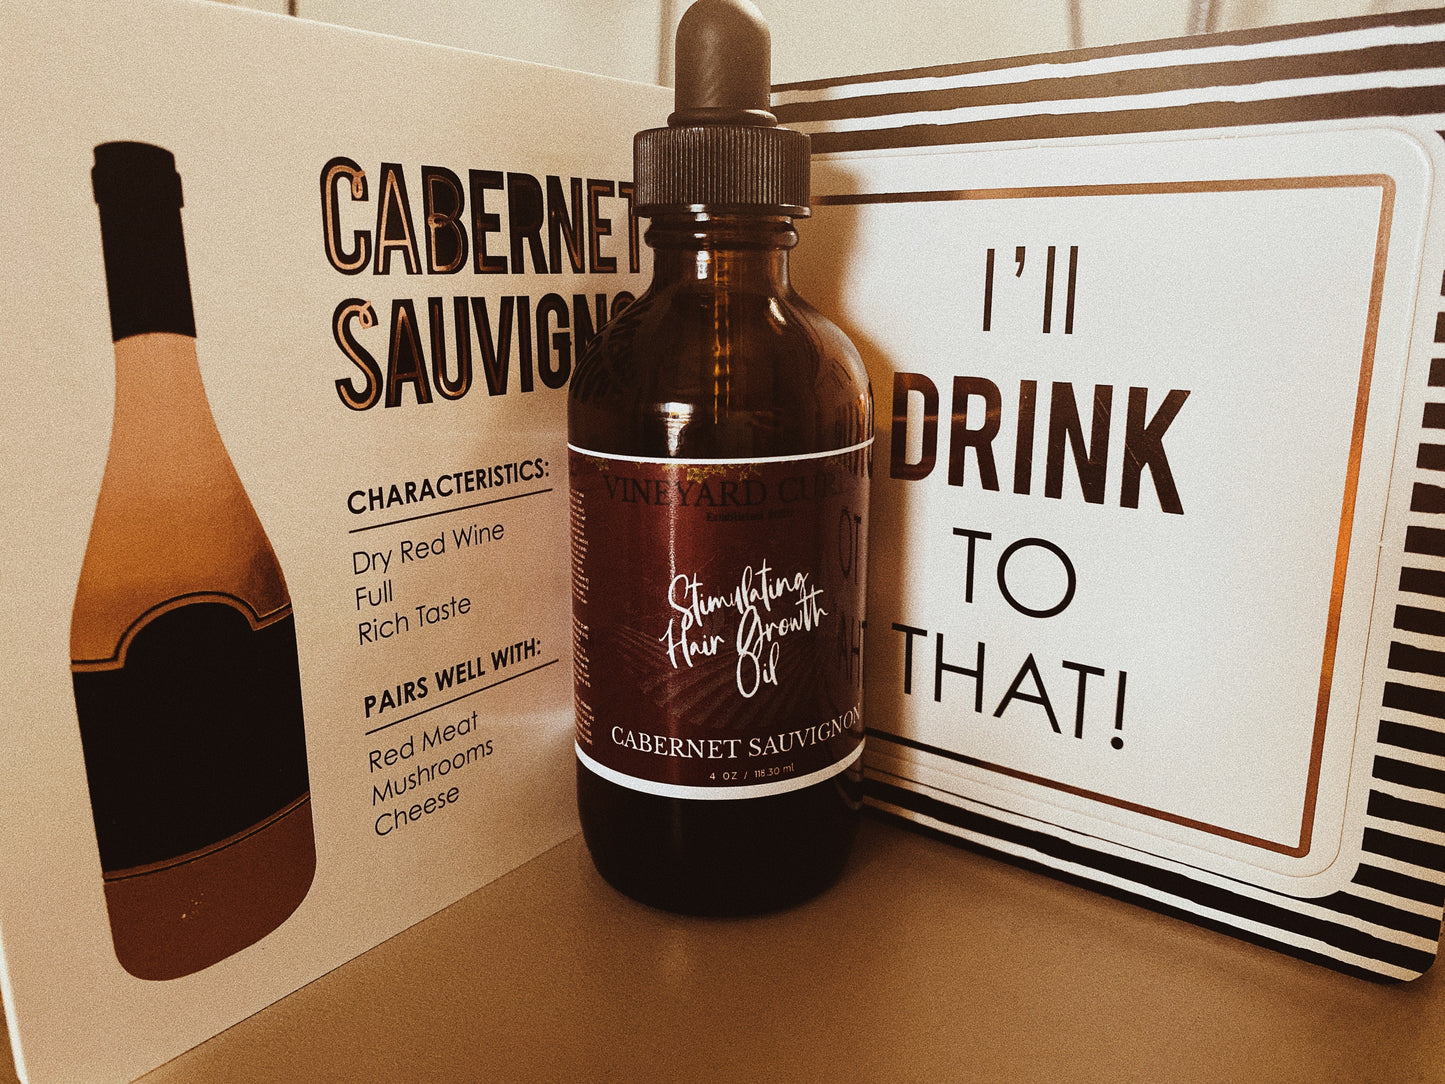 CABERNET
SAUVIGNO
CHARACTERISTICS:
Dry Red Wine
Full
Rich Taste
PAIRS WELL WITH:
Red Meat
Mushrooms
Cheese
VINEYARD
Established
Stimulating
Hair Growth
Oil
CABERNET SAUVIGNON
4 OZ / 118.30 ml
I'll
DRINK
TO
THAT!